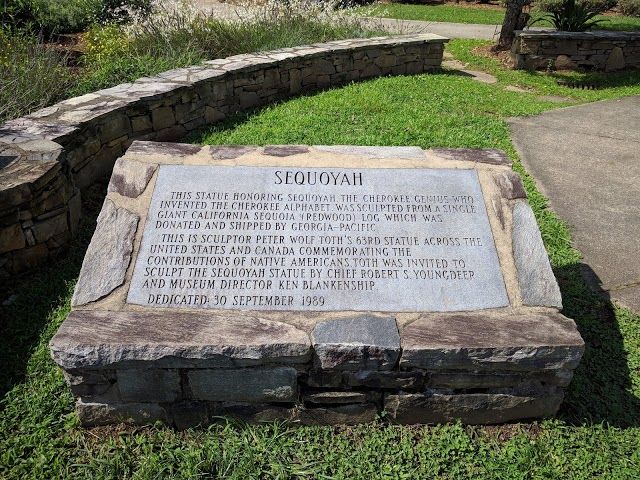 SEQUOYAH
THIS STATUE HONORING SEQUOYAH, THE CHEROKEE GENIUS WHO
INVENTED THE CHEROKEE ALPHABET, WAS SCULPTED FROM A SINGLE
GIANT CALIFORNIA SEQUOIA (REDWOOD) LOG WHICH WAS
DONATED AND SHIPPED BY GEORGIA-PACIFIC.
THIS IS SCULPTOR PETER WOLF TOTH'S 63RD STATUE ACROSS THE
UNITED STATES AND CANADA COMMEMORATING THE
CONTRIBUTIONS OF NATIVE AMERICANS. TOTH WAS INVITED TO
SCULPT THE SEQUOYAH STATUE BY CHIEF ROBERT S. YOUNGDEER
AND MUSEUM DIRECTOR KEN BLANKENSHIP.
DEDICATED: 30 SEPTEMBER 1989